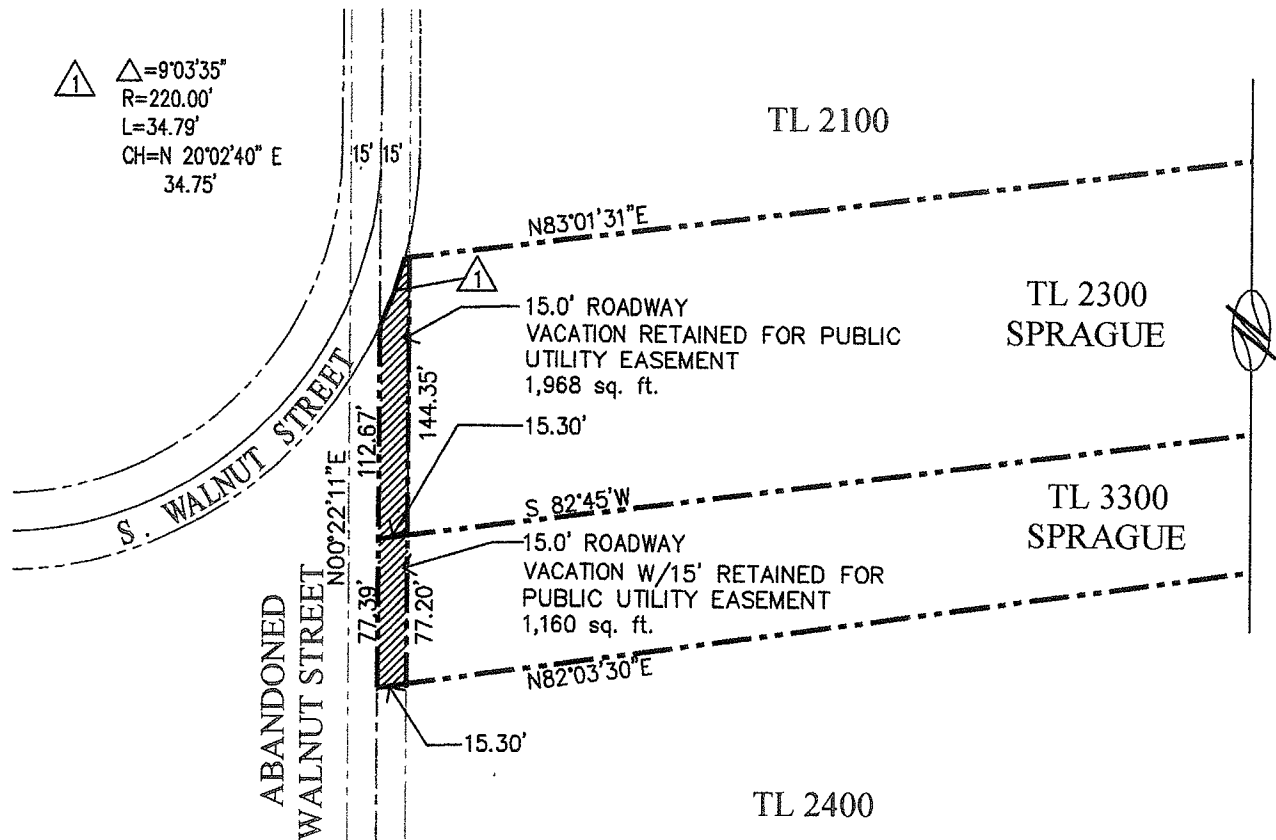 1
△=9°03'35"
R=220.00'
L=34.79'
CH=N 20°02'40" E
34.75'
15' 15'
TL 2100
N83°01'31"E
1
15.0' ROADWAY
VACATION RETAINED FOR PUBLIC
UTILITY EASEMENT
1,968 sq. ft.
TL 2300
SPRAGUE
144.35'
112.67'
15.30'
S. WALNUT STREET
N00°22'11"E
S 82°45'W
TL 3300
SPRAGUE
15.0' ROADWAY
VACATION W/15' RETAINED FOR
PUBLIC UTILITY EASEMENT
1,160 sq. ft.
77.39'
77.20'
N82°03'30"E
15.30'
ABANDONED
WALNUT STREET
TL 2400